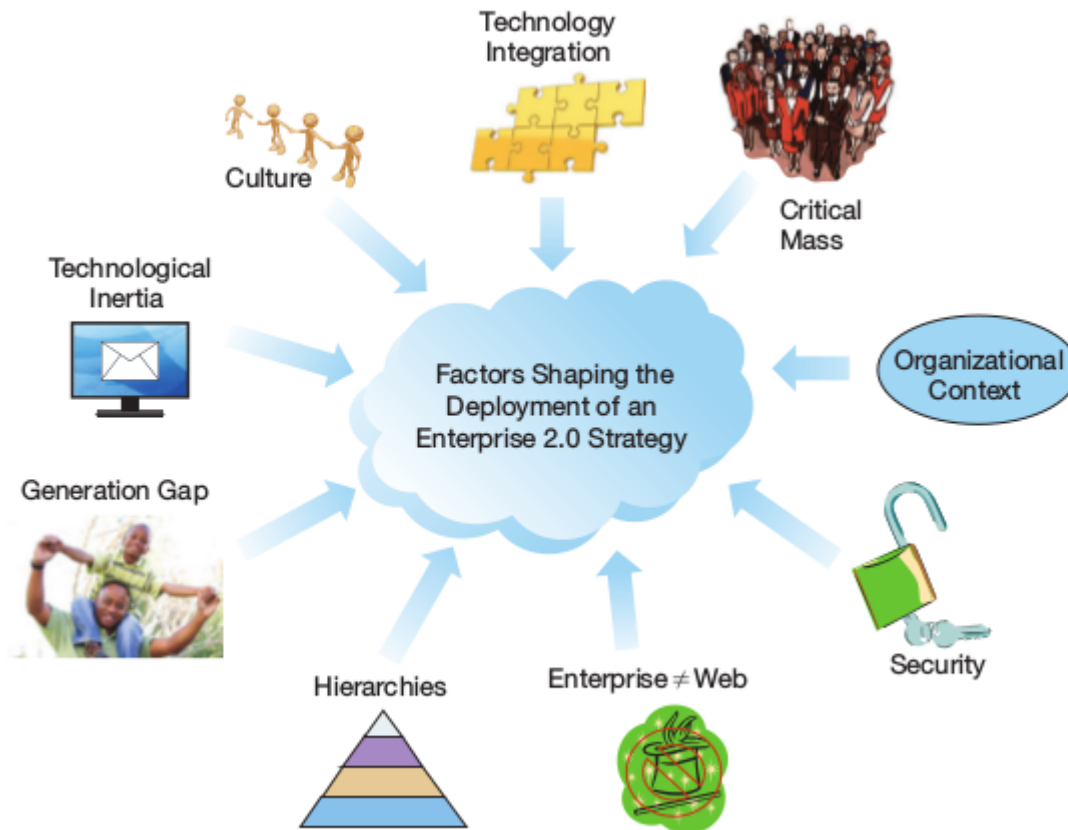 Technology
Integration
Culture
Critical
Mass
Technological
Inertia
Organizational
Context
Factors Shaping the
Deployment of an
Enterprise 2.0 Strategy
Generation Gap
Security
Hierarchies
Enterprise ≠ Web